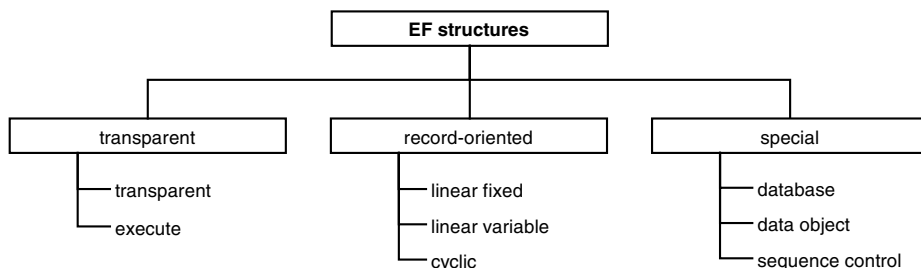 EF structures
transparent
record-oriented
special
transparent
execute
linear fixed
linear variable
cyclic
database
data object
sequence control